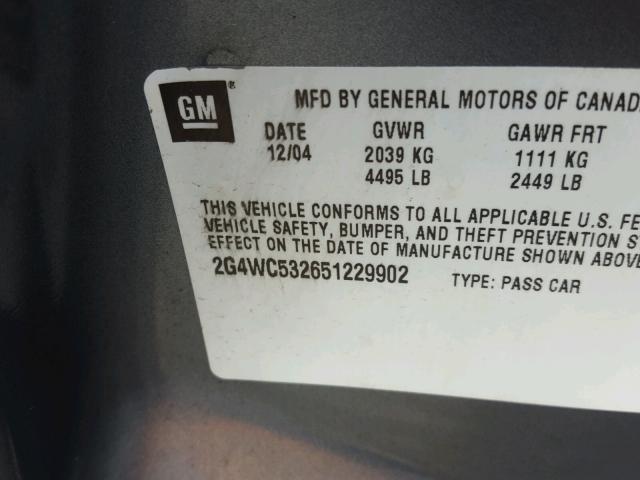 GM ®
MFD BY GENERAL MOTORS OF CANADA
DATE GVWR GAWR FRT
12/04 2039 KG 1111 KG
4495 LB 2449 LB
THIS VEHICLE CONFORMS TO ALL APPLICABLE U.S. FE
VEHICLE SAFETY, BUMPER, AND THEFT PREVENTION S
EFFECT ON THE DATE OF MANUFACTURE SHOWN ABOVE
2G4WC532651229902 TYPE: PASS CAR